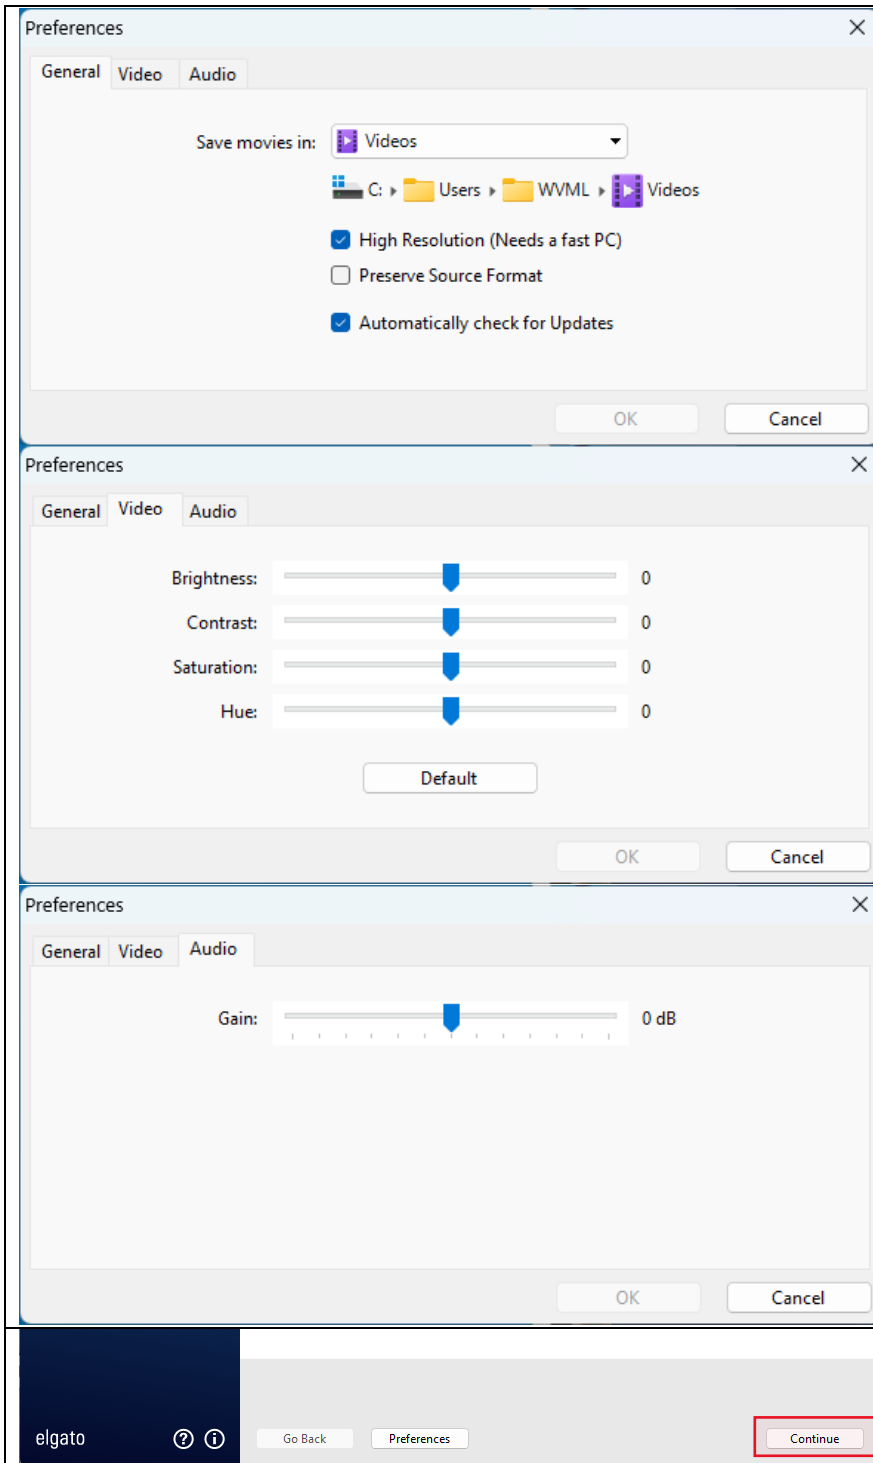 Preferences
General Video Audio
Save movies in: Videos
C: Users WVML Videos
High Resolution (Needs a fast PC)
Preserve Source Format
Automatically check for Updates
OK Cancel
Preferences
General Video Audio
Brightness: 0
Contrast: 0
Saturation: 0
Hue: 0
Default
OK Cancel
Preferences
General Video Audio
Gain: 0 dB
OK Cancel
elgato Go Back Preferences Continue